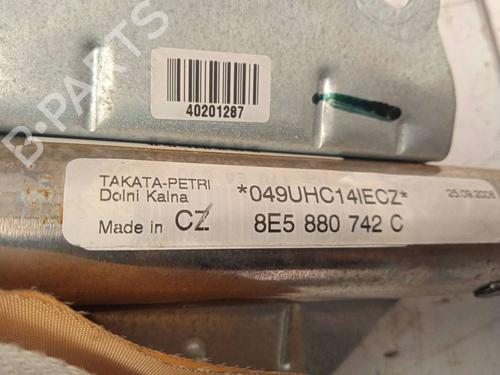 B-PARTS
40201287
TAKATA-PETRI
Dolni Kalna
*049UHC14IECZ*
25.09.2008
Made in CZ
8E5 880 742 C